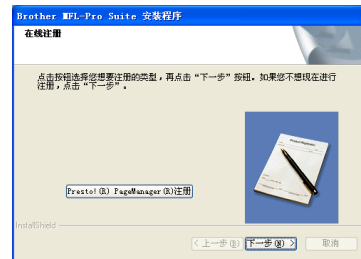 Brother MFL-Pro Suite 安装程序
在线注册
点击按钮选择您想要注册的类型，再点击“下一步”按钮。如果您不想现在进行
注册，点击“下一步”。
Presto!(R) PageManager(R)注册
InstallShield
< 上一步(B)
下一步(N) >
取消